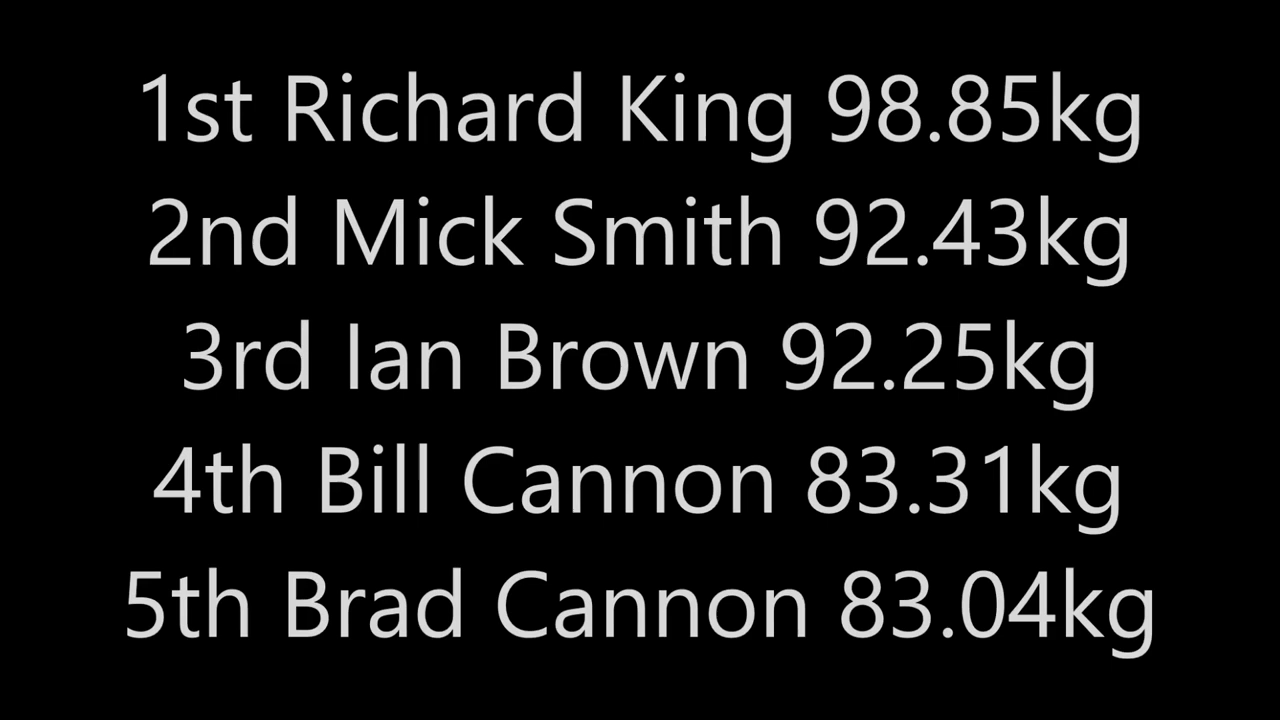 1st Richard King 98.85kg
2nd Mick Smith 92.43kg
3rd Ian Brown 92.25kg
4th Bill Cannon 83.31kg
5th Brad Cannon 83.04kg